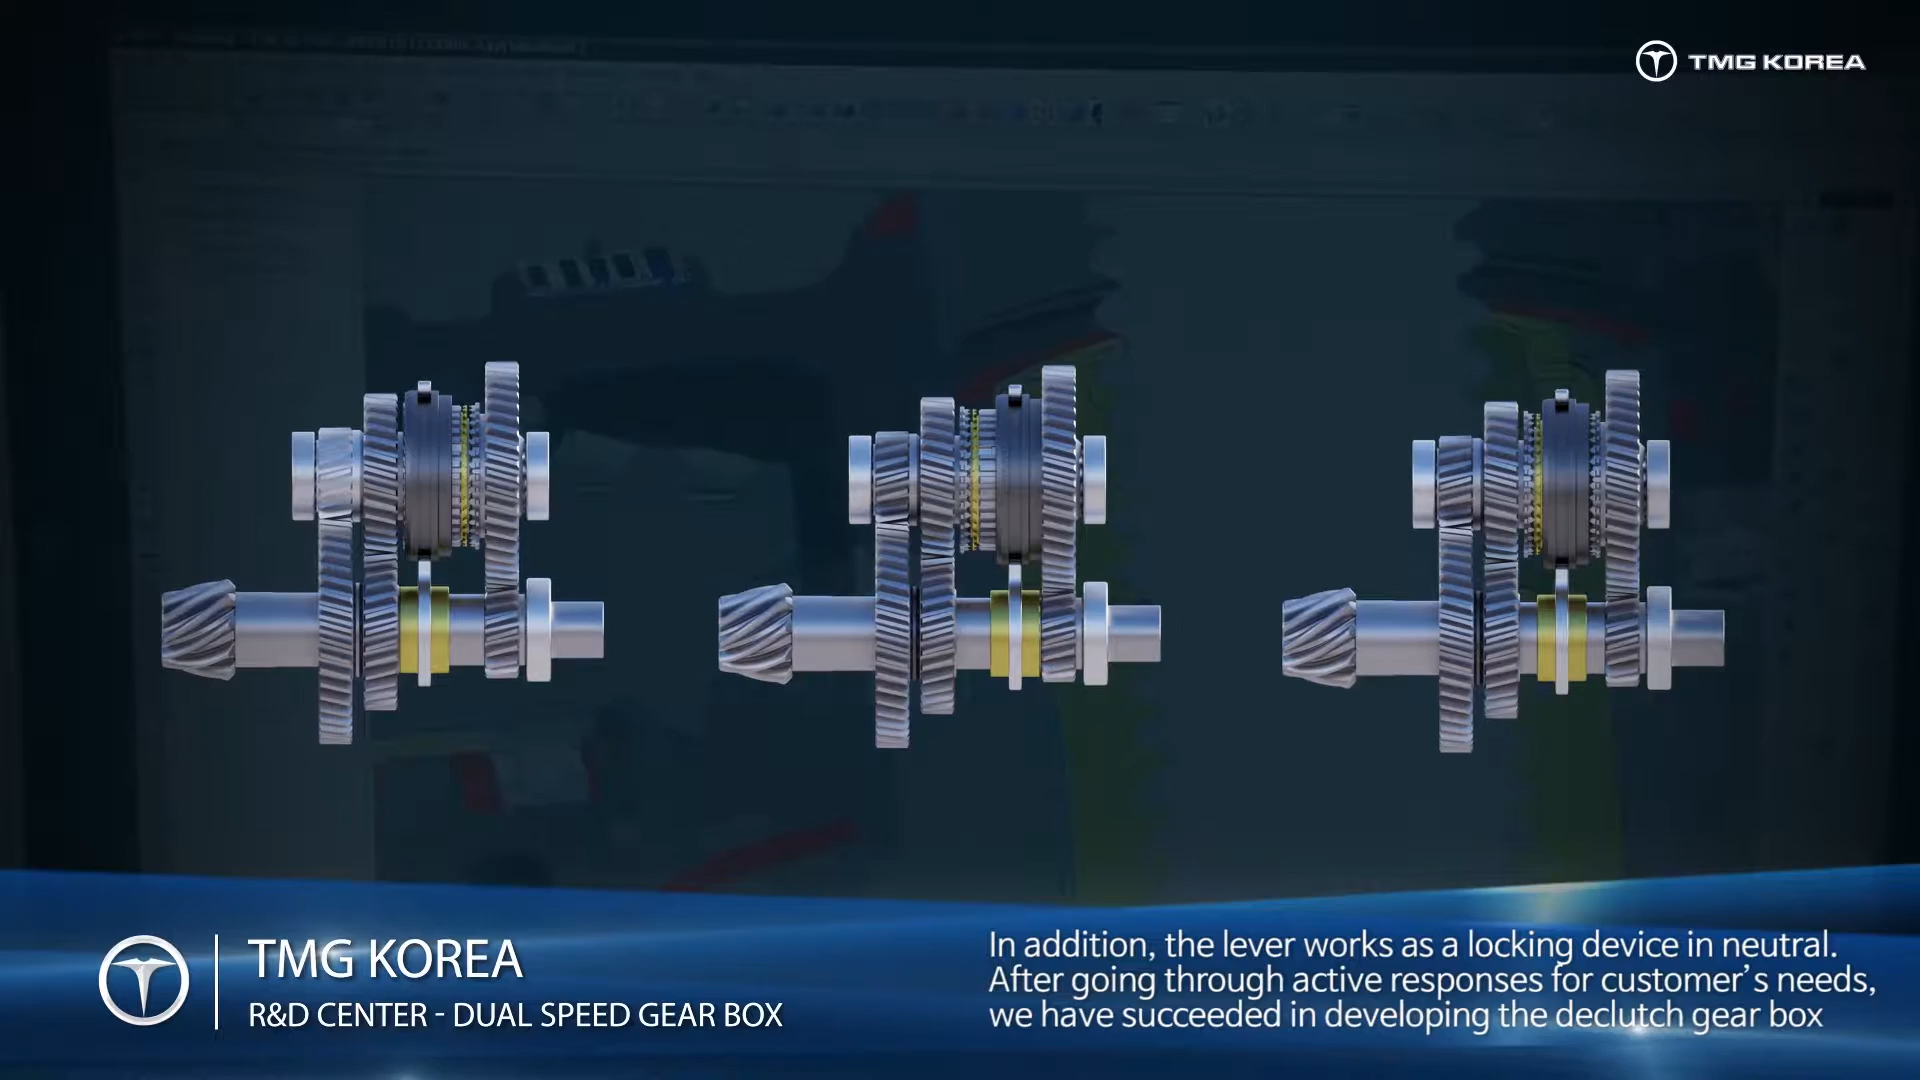 TMG KOREA
TMG KOREA
R&D CENTER - DUAL SPEED GEAR BOX
In addition, the lever works as a locking device in neutral.
After going through active responses for customer's needs,
we have succeeded in developing the declutch gear box